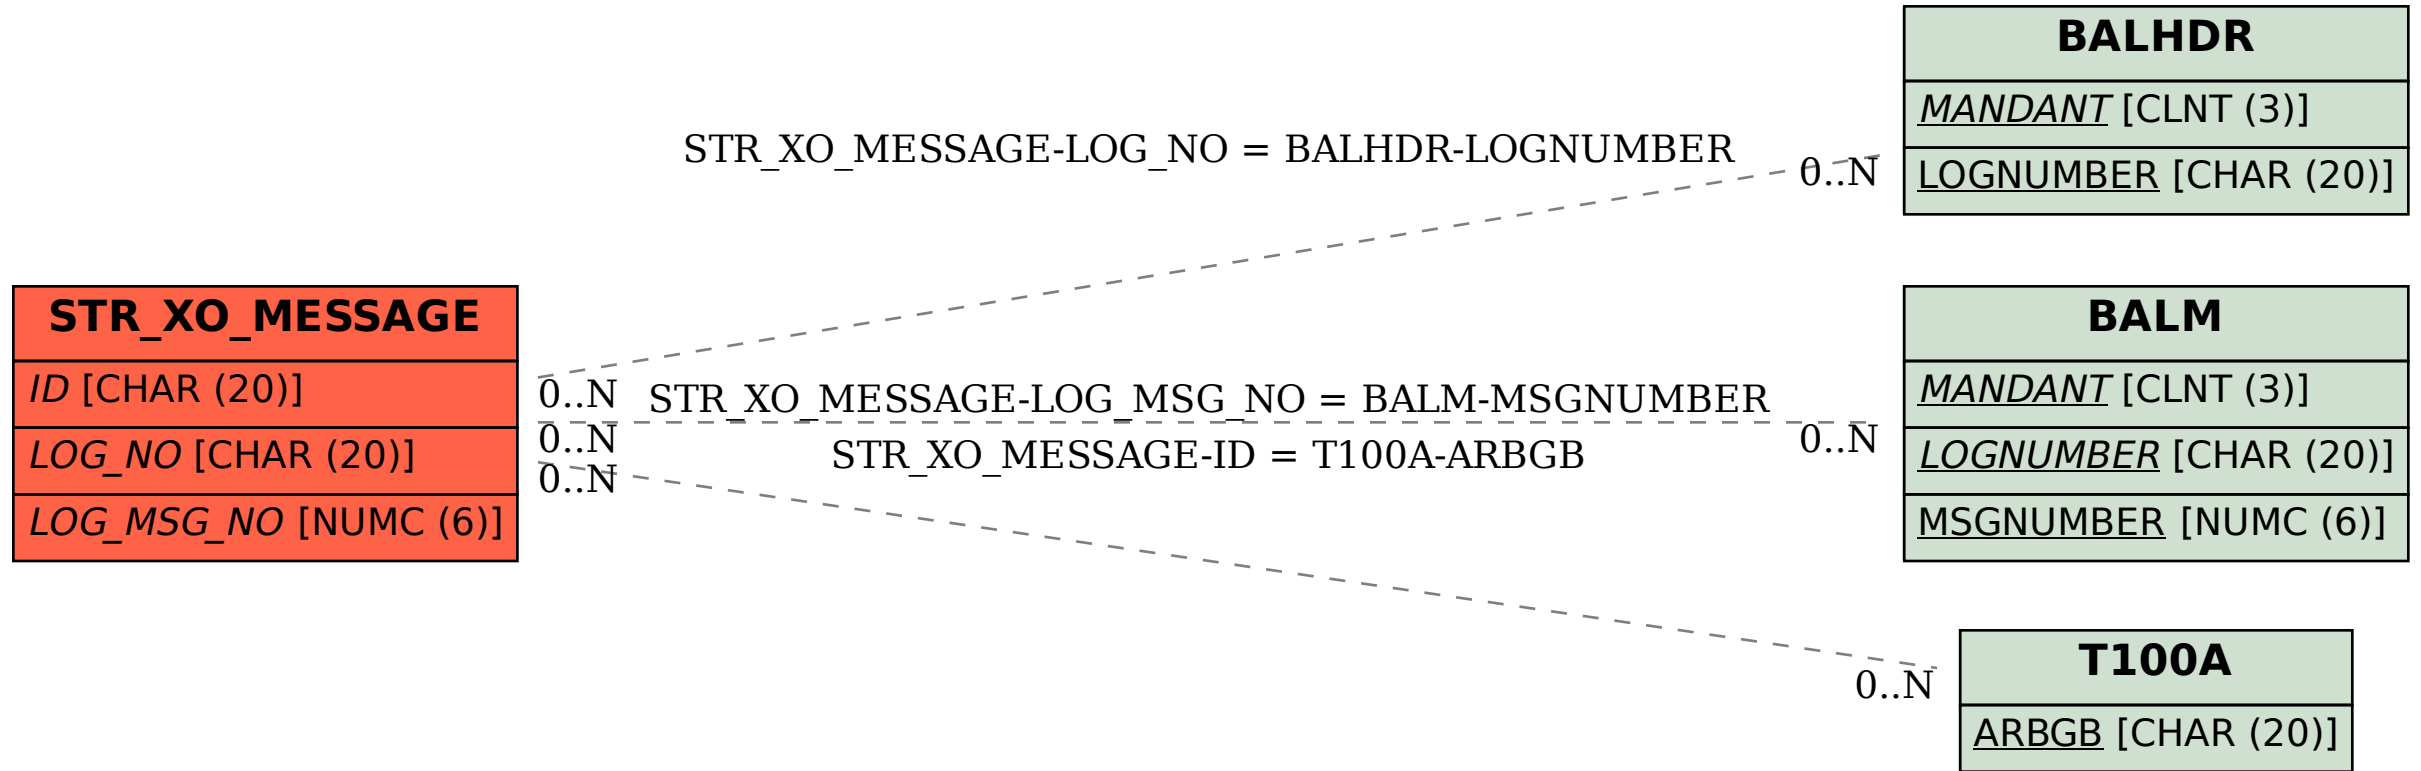 BALHDR
MANDANT [CLNT (3)]
LOGNUMBER [CHAR (20)]
STR_XO_MESSAGE-LOG_NO = BALHDR-LOGNUMBER
0..N
STR_XO_MESSAGE
ID [CHAR (20)]
LOG_NO [CHAR (20)]
LOG_MSG_NO [NUMC (6)]
0..N
0..N
0..N
STR_XO_MESSAGE-LOG_MSG_NO = BALM-MSGNUMBER
STR_XO_MESSAGE-ID = T100A-ARBGB
0..N
BALM
MANDANT [CLNT (3)]
LOGNUMBER [CHAR (20)]
MSGNUMBER [NUMC (6)]
0..N
T100A
ARBGB [CHAR (20)]